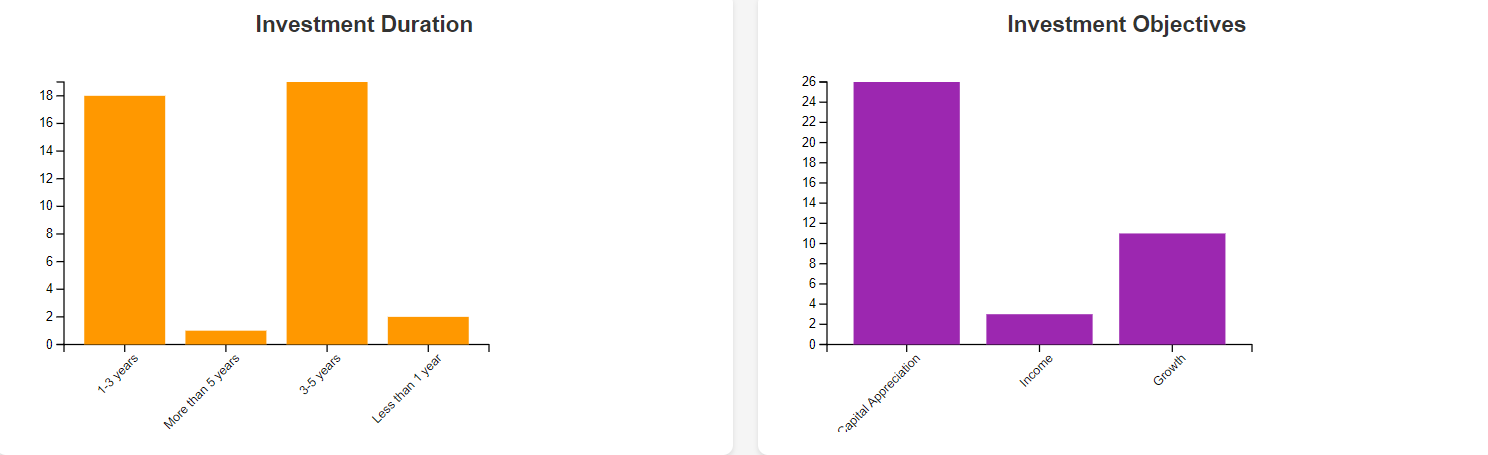 Investment Duration
18
16
14
12
10
8
6
4
2
0
1-3 years
More than 5 years
3-5 years
Less than 1 year
Investment Objectives
26
24
22
20
18
16
14
12
10
8
6
4
2
0
Capital Appreciation
Income
Growth